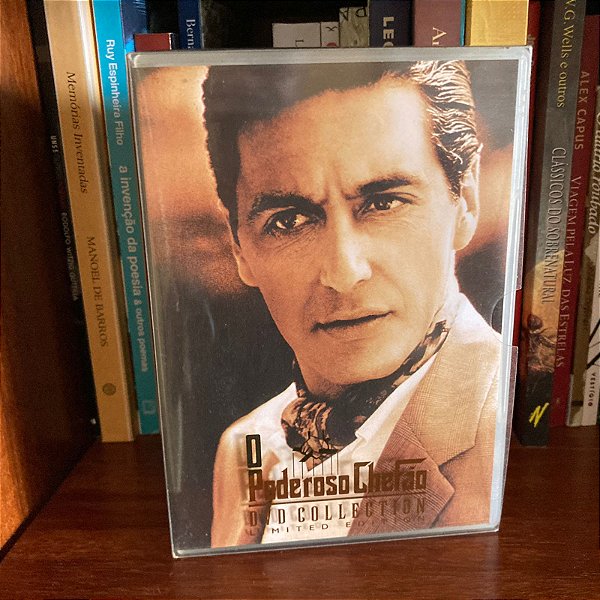 Memórias Inventadas
MANOEL DE BARROS
Ruy Espinheira Filho
a invenção da poesia & outros poemas
O
Poderoso Chefão
DVD COLLECTION
LIMITED EDITION
H.G. Wells e outros
CLÁSSICOS DO SOBRENATURAL
ALEX CAPUS
VIAGEM PELA LUZ DAS ESTRELAS
VESTÍGIO